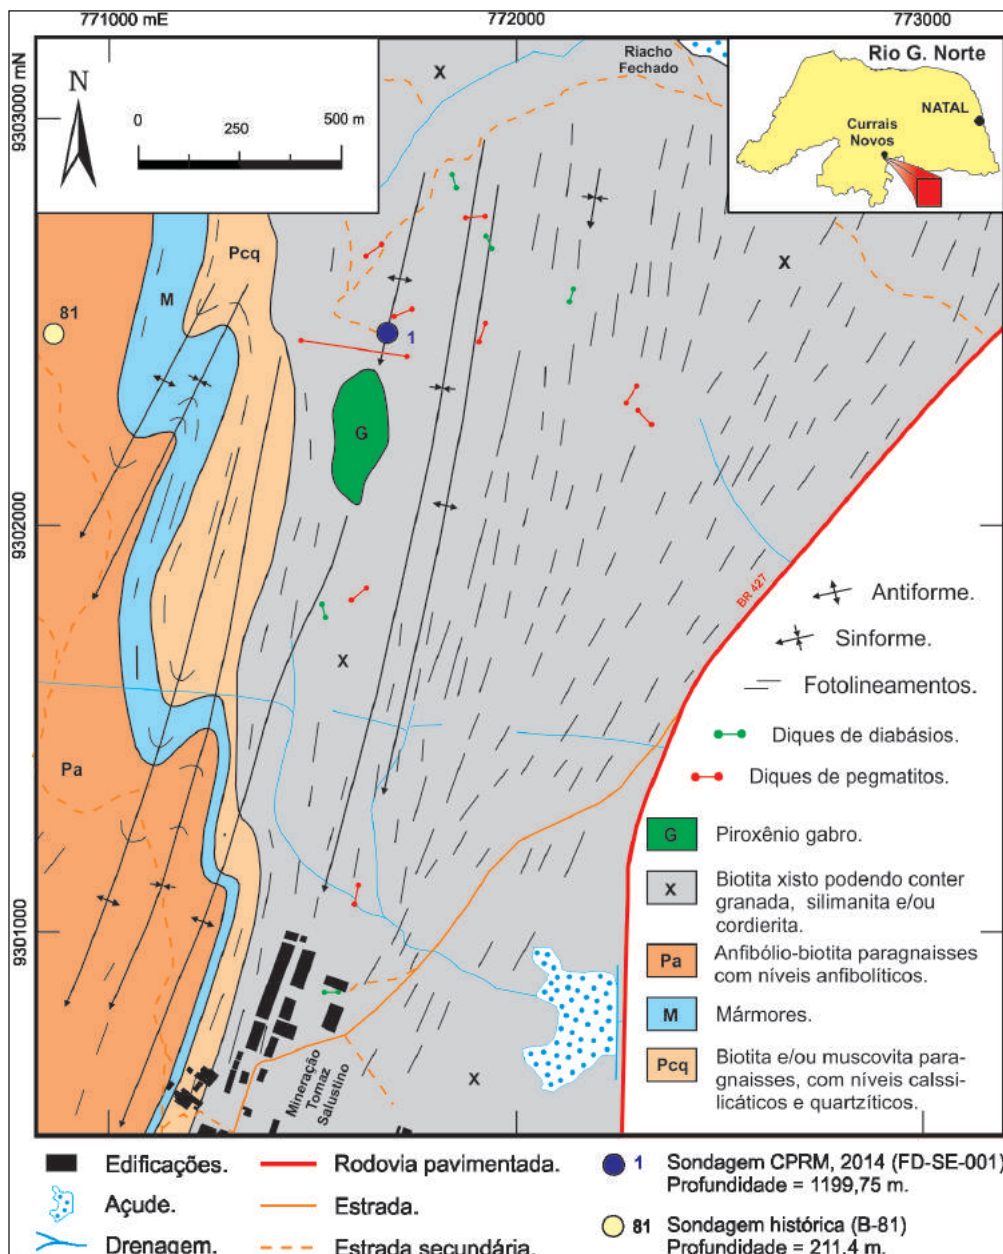 771000 mE
772000
773000
9303000 mN
9302000
9301000
N
0
250
500 m
Riacho
Fechado
Rio G. Norte
NATAL
Currais
Novos
X
Pcq
M
81
1
X
G
BR 427
X
Pa
X
Mineração
Tomaz
Salustino
Antiforme.
Sinforme.
Fotolineamentos.
Diques de diabásios.
Diques de pegmatitos.
G Piroxênio gabro.
X Biotita xisto podendo conter
granada, silimanita e/ou
cordierita.
Pa Anfibólio-biotita paragnaisses
com níveis anfibolíticos.
M Mármores.
Pcq Biotita e/ou muscovita para-
gnaisses, com níveis calssi-
licáticos e quartzíticos.
Edificações.
Açude.
Drenagem.
Rodovia pavimentada.
Estrada.
Estrada secundária.
1 Sondagem CPRM, 2014 (FD-SE-001)
Profundidade = 1199,75 m.
81 Sondagem histórica (B-81)
Profundidade = 211,4 m.